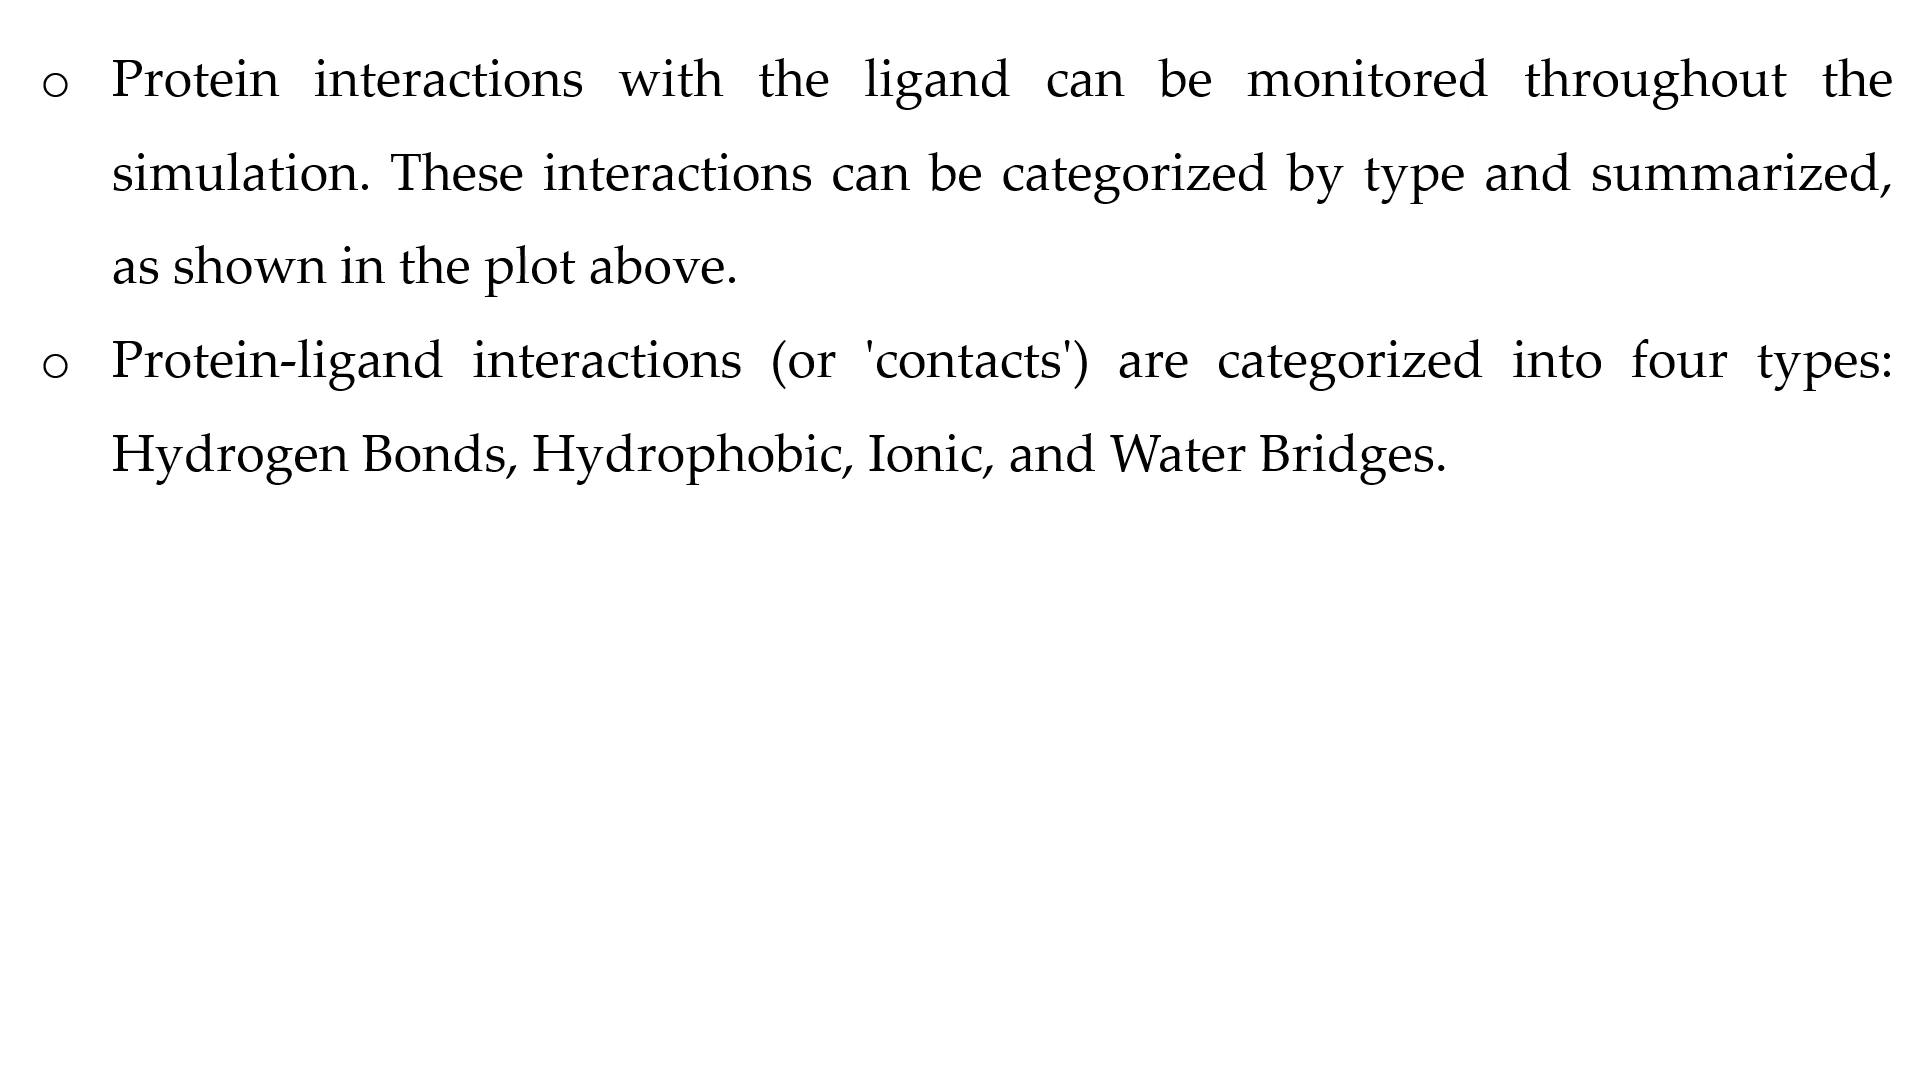 o Protein interactions with the ligand can be monitored throughout the
simulation. These interactions can be categorized by type and summarized,
as shown in the plot above.
o Protein-ligand interactions (or 'contacts') are categorized into four types:
Hydrogen Bonds, Hydrophobic, Ionic, and Water Bridges.